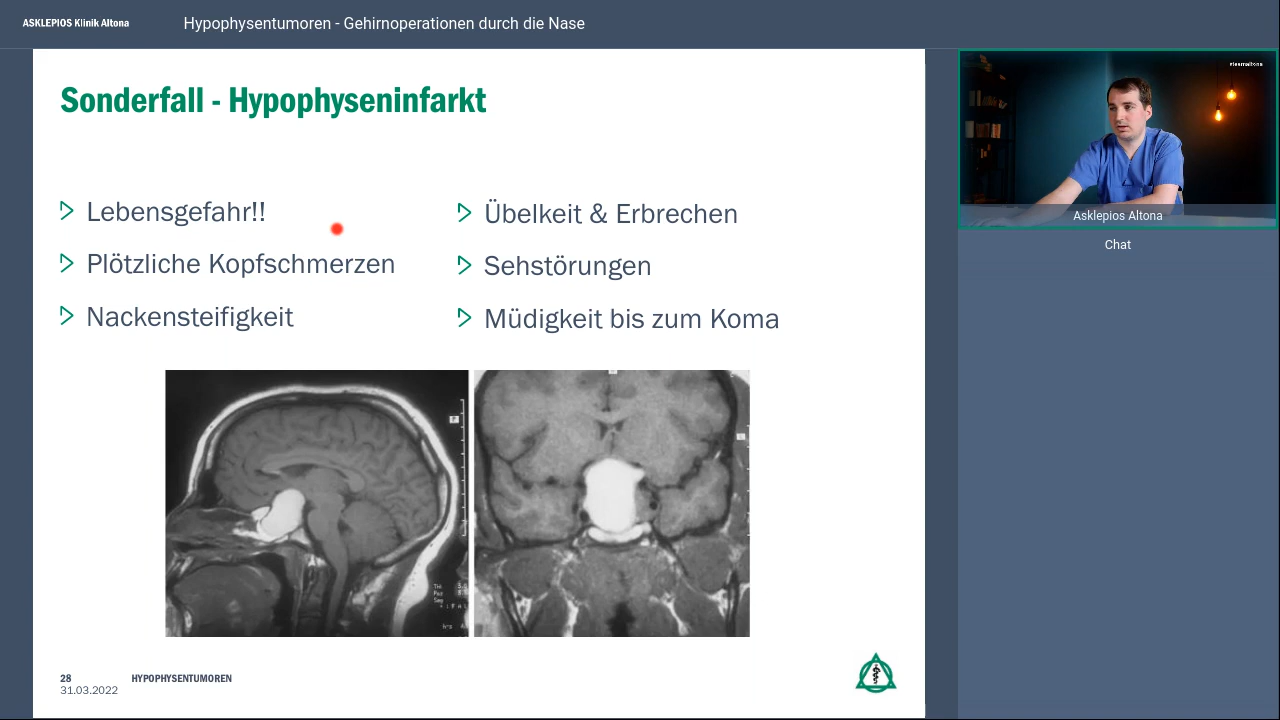 ASKLEPIOS Klinik Altona
Hypophysentumoren - Gehirnoperationen durch die Nase
Sonderfall - Hypophyseninfarkt
Lebensgefahr!!
Plötzliche Kopfschmerzen
Nackensteifigkeit
Übelkeit & Erbrechen
Sehstörungen
Müdigkeit bis zum Koma
28
HYPOPHYSENTUMOREN
31.03.2022
#teamaltona
Asklepios Altona
Chat